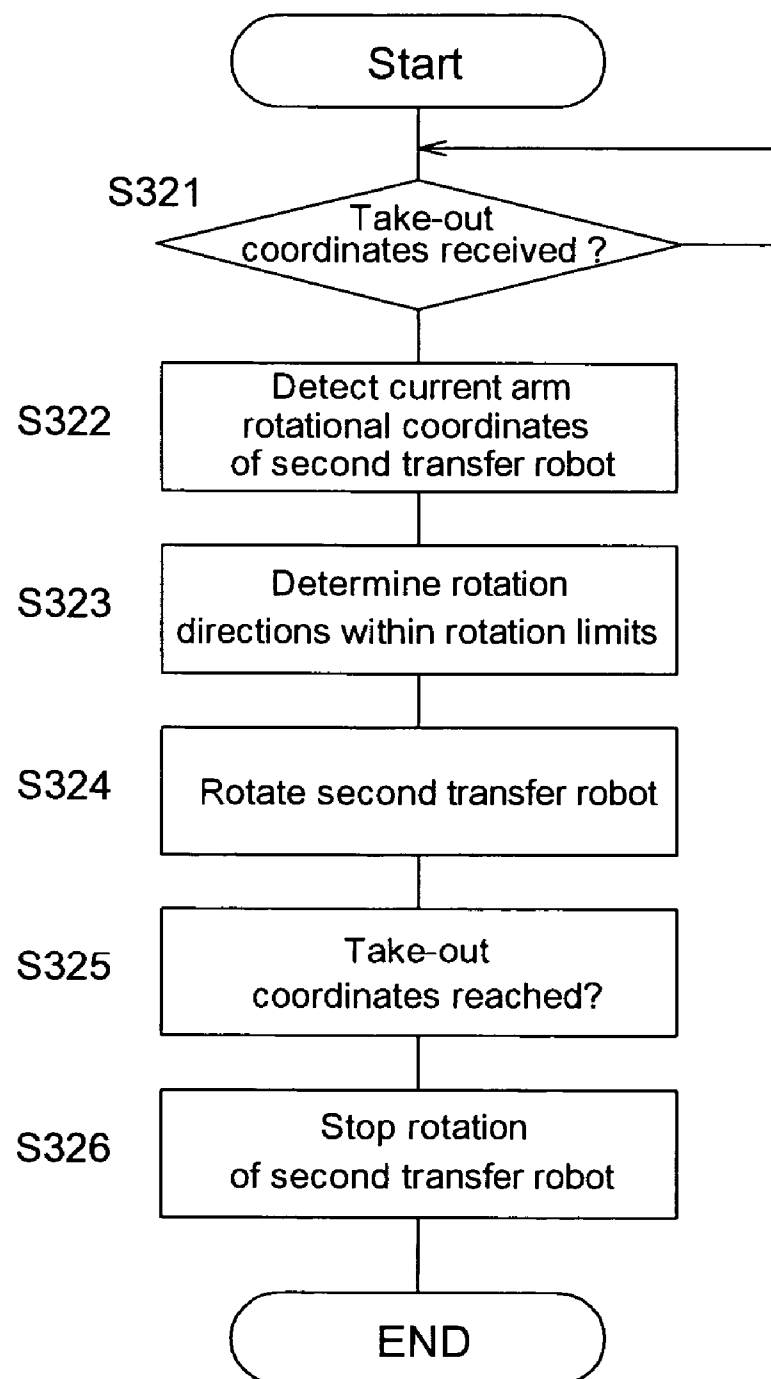 Start
S321
Take-out
coordinates received ?
S322
Detect current arm
rotational coordinates
of second transfer robot
S323
Determine rotation
directions within rotation limits
S324
Rotate second transfer robot
S325
Take-out
coordinates reached?
S326
Stop rotation
of second transfer robot
END